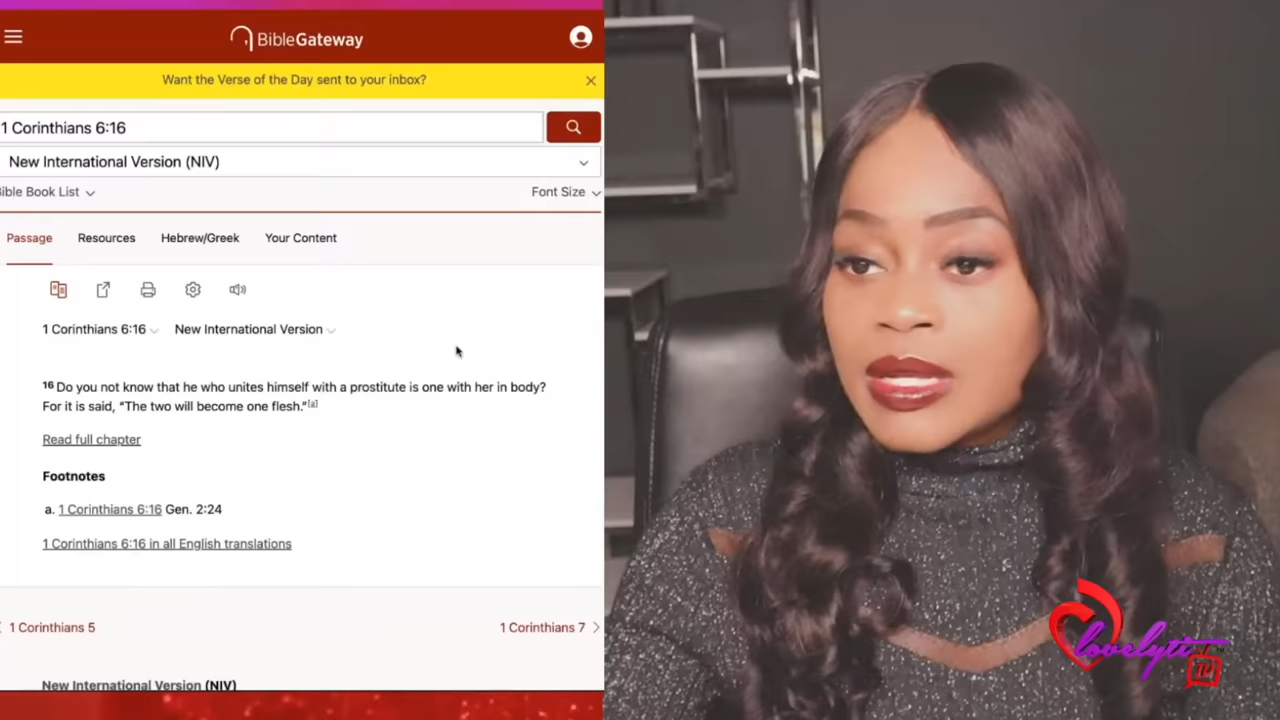 BibleGateway
Want the Verse of the Day sent to your inbox?
1 Corinthians 6:16
New International Version (NIV)
ible Book List
Font Size
Passage Resources Hebrew/Greek Your Content
1 Corinthians 6:16 New International Version
16 Do you not know that he who unites himself with a prostitute is one with her in body?
For it is said, “The two will become one flesh.”[a]
Read full chapter
Footnotes
a. 1 Corinthians 6:16 Gen. 2:24
1 Corinthians 6:16 in all English translations
1 Corinthians 5
1 Corinthians 7
New International Version (NIV)
lovelyti
TV